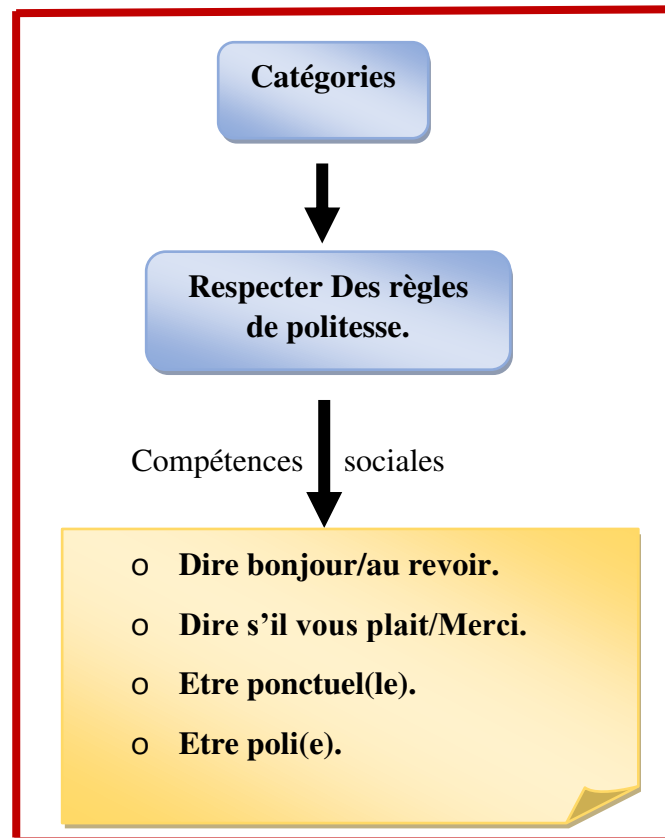 Catégories
Respecter Des règles
de politesse.
Compétences sociales
o Dire bonjour/au revoir.
o Dire s’il vous plait/Merci.
o Etre ponctuel(le).
o Etre poli(e).